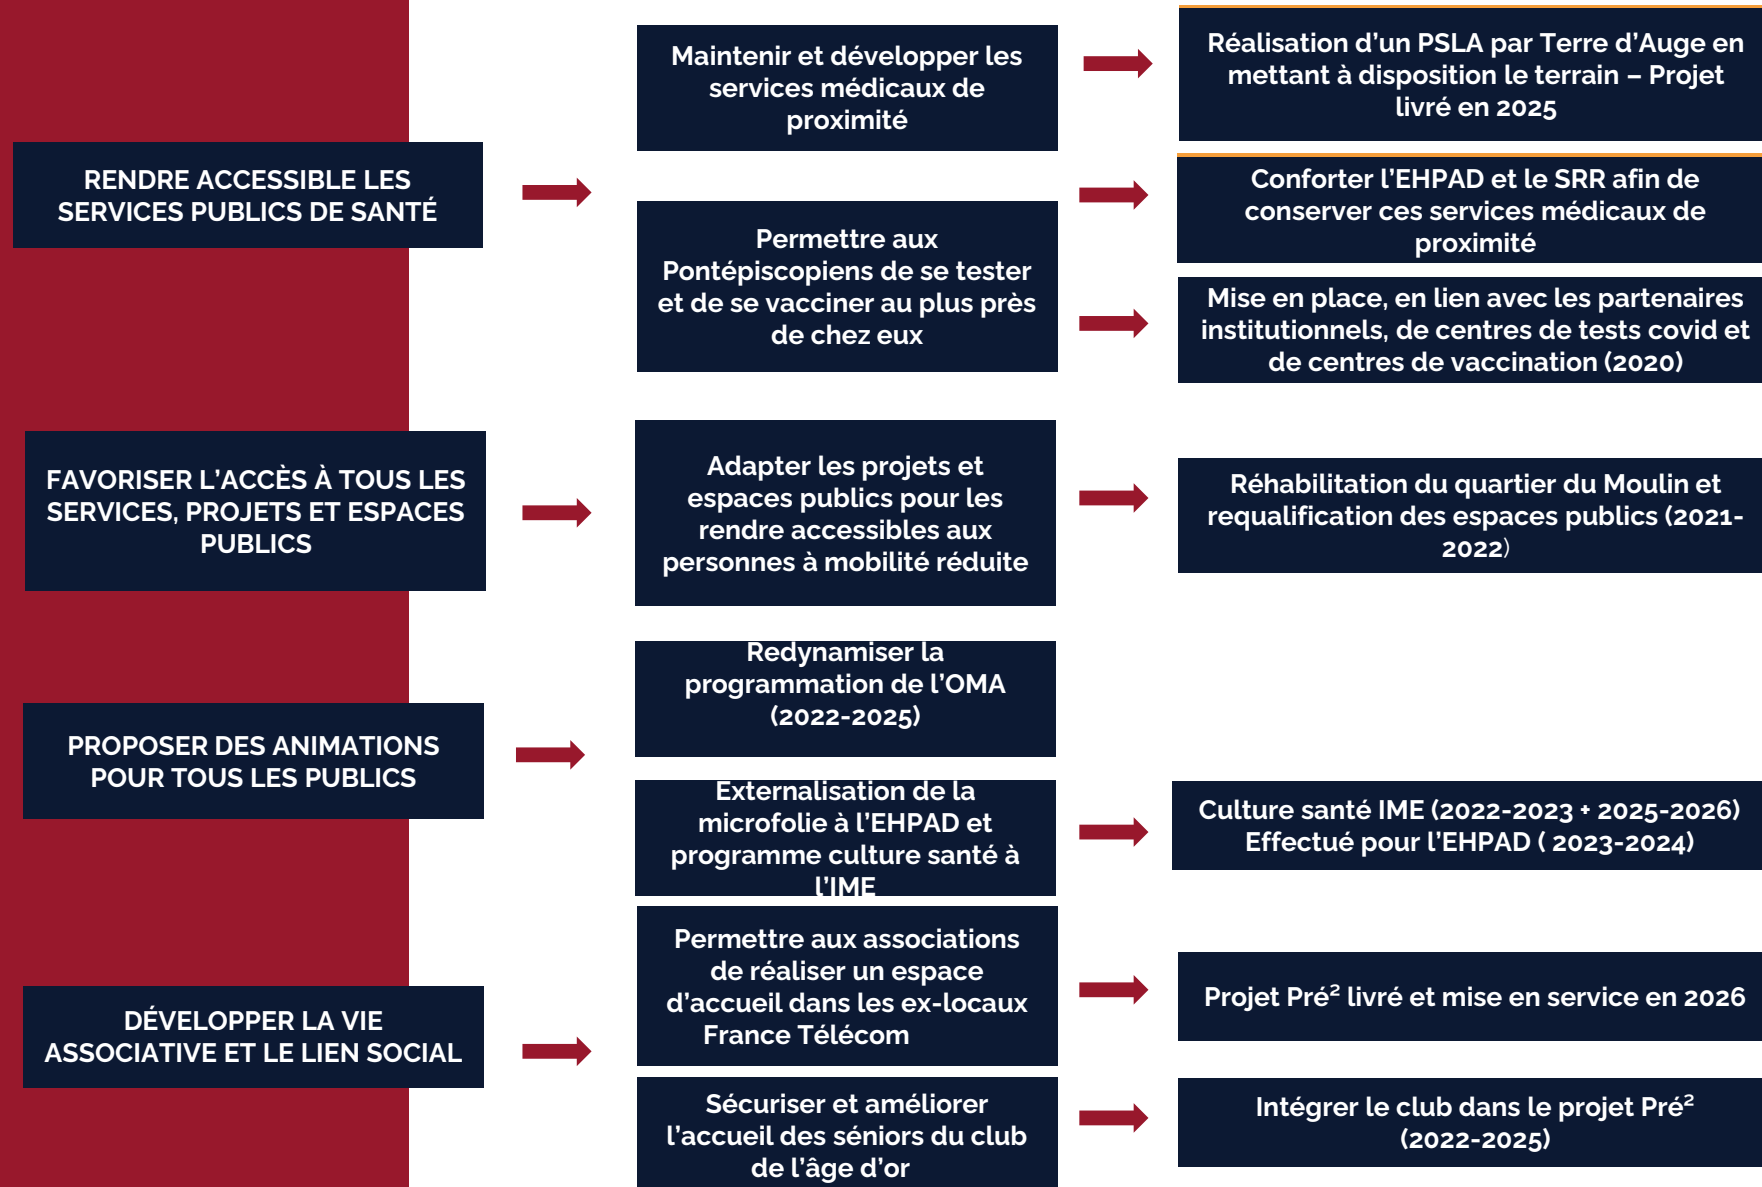 RENDRE ACCESSIBLE LES
SERVICES PUBLICS DE SANTÉ
Maintenir et développer les
services médicaux de
proximité
Réalisation d’un PSLA par Terre d’Auge en
mettant à disposition le terrain – Projet
livré en 2025
Conforter l’EHPAD et le SRR afin de
conserver ces services médicaux de
proximité
Permettre aux
Pontépiscopiens de se tester
et de se vacciner au plus près
de chez eux
Mise en place, en lien avec les partenaires
institutionnels, de centres de tests covid et
de centres de vaccination (2020)
FAVORISER L’ACCÈS À TOUS LES
SERVICES, PROJETS ET ESPACES
PUBLICS
Adapter les projets et
espaces publics pour les
rendre accessibles aux
personnes à mobilité réduite
Réhabilitation du quartier du Moulin et
requalification des espaces publics (2021-
2022)
PROPOSER DES ANIMATIONS
POUR TOUS LES PUBLICS
Redynamiser la
programmation de l’OMA
(2022-2025)
Externalisation de la
microfolie à l’EHPAD et
programme culture santé à
l’IME
Culture santé IME (2022-2023 + 2025-2026)
Effectué pour l’EHPAD ( 2023-2024)
DÉVELOPPER LA VIE
ASSOCIATIVE ET LE LIEN SOCIAL
Permettre aux associations
de réaliser un espace
d’accueil dans les ex-locaux
France Télécom
Projet Pré² livré et mise en service en 2026
Sécuriser et améliorer
l’accueil des séniors du club
de l’âge d’or
Intégrer le club dans le projet Pré²
(2022-2025)